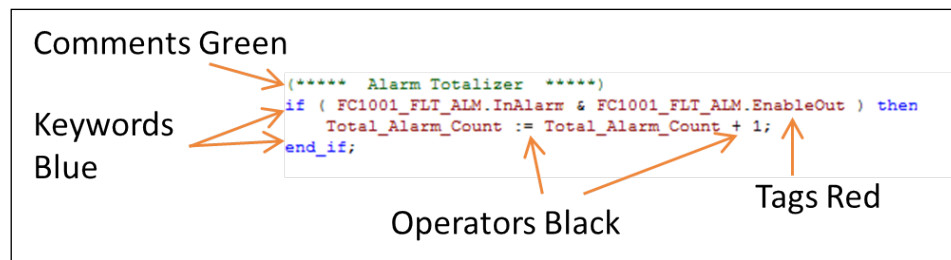 Comments Green
(***** Alarm Totalizer *****)
if ( FC1001_FLT_ALM.InAlarm & FC1001_FLT_ALM.EnableOut ) then
Total_Alarm_Count := Total_Alarm_Count + 1;
end_if;
Keywords
Blue
Operators Black
Tags Red